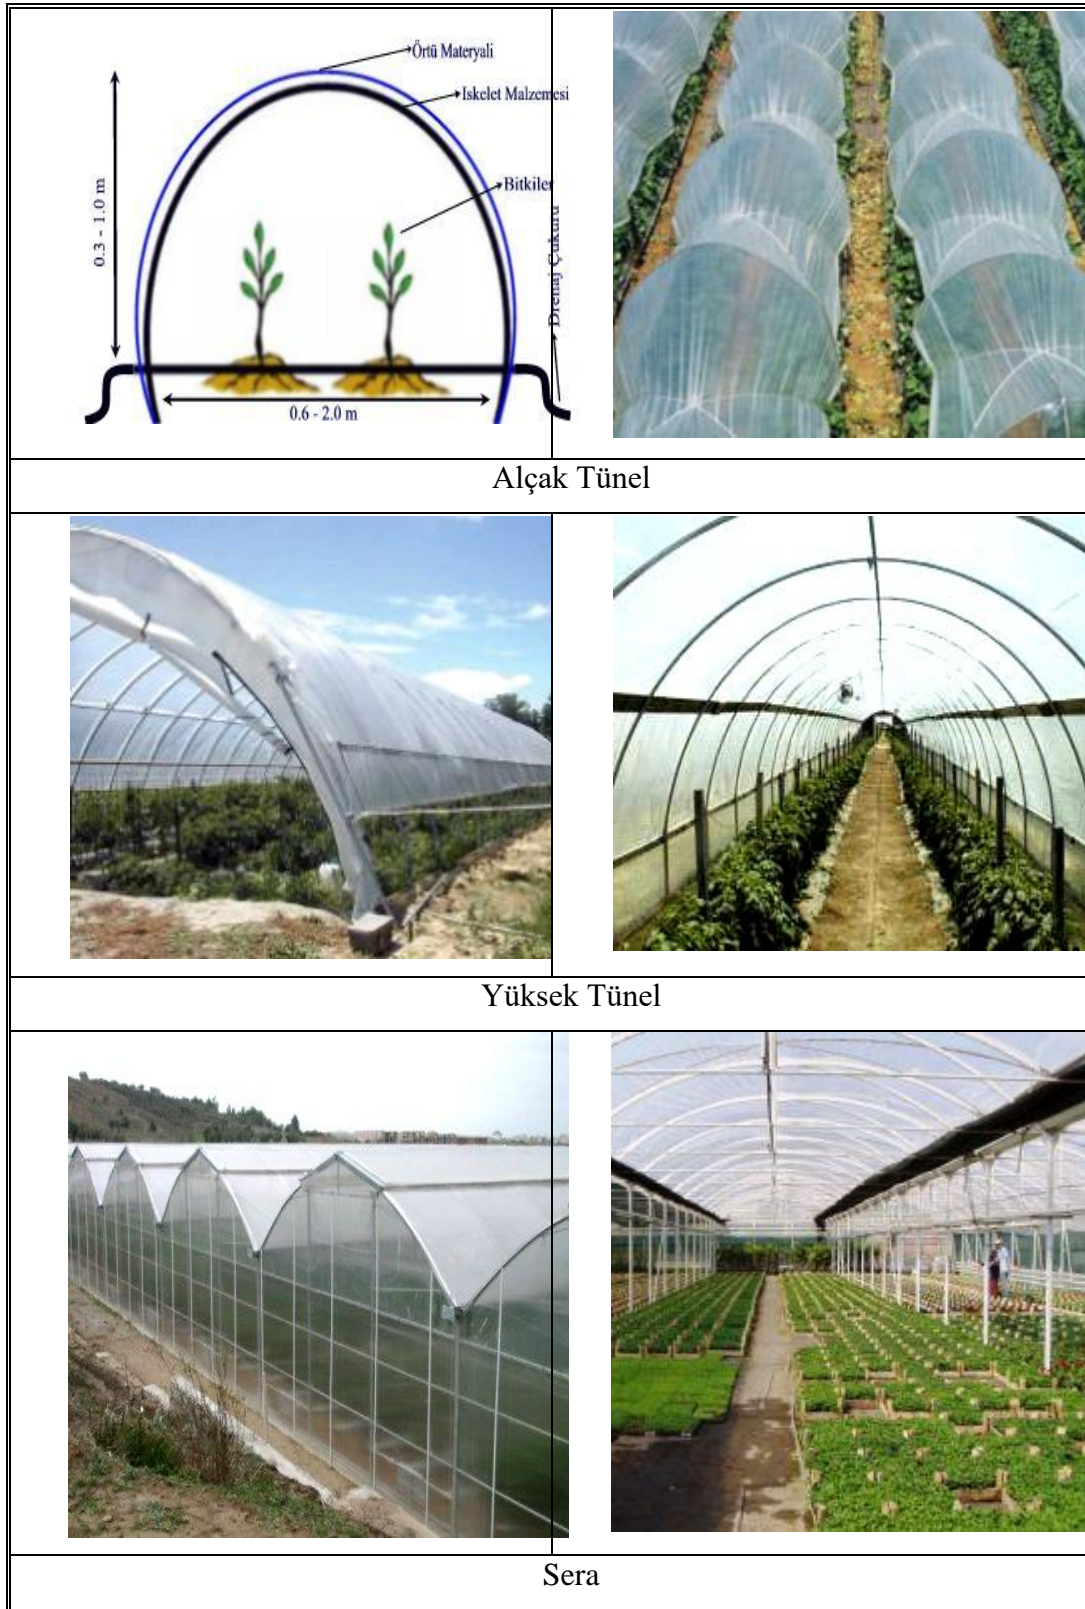 Örtü Materyali
Iskelet Malzemesi
Bitkiler
0.3 - 1.0 m
Drenaj Çukuru
0.6 - 2.0 m
Alçak Tünel
Yüksek Tünel
Sera